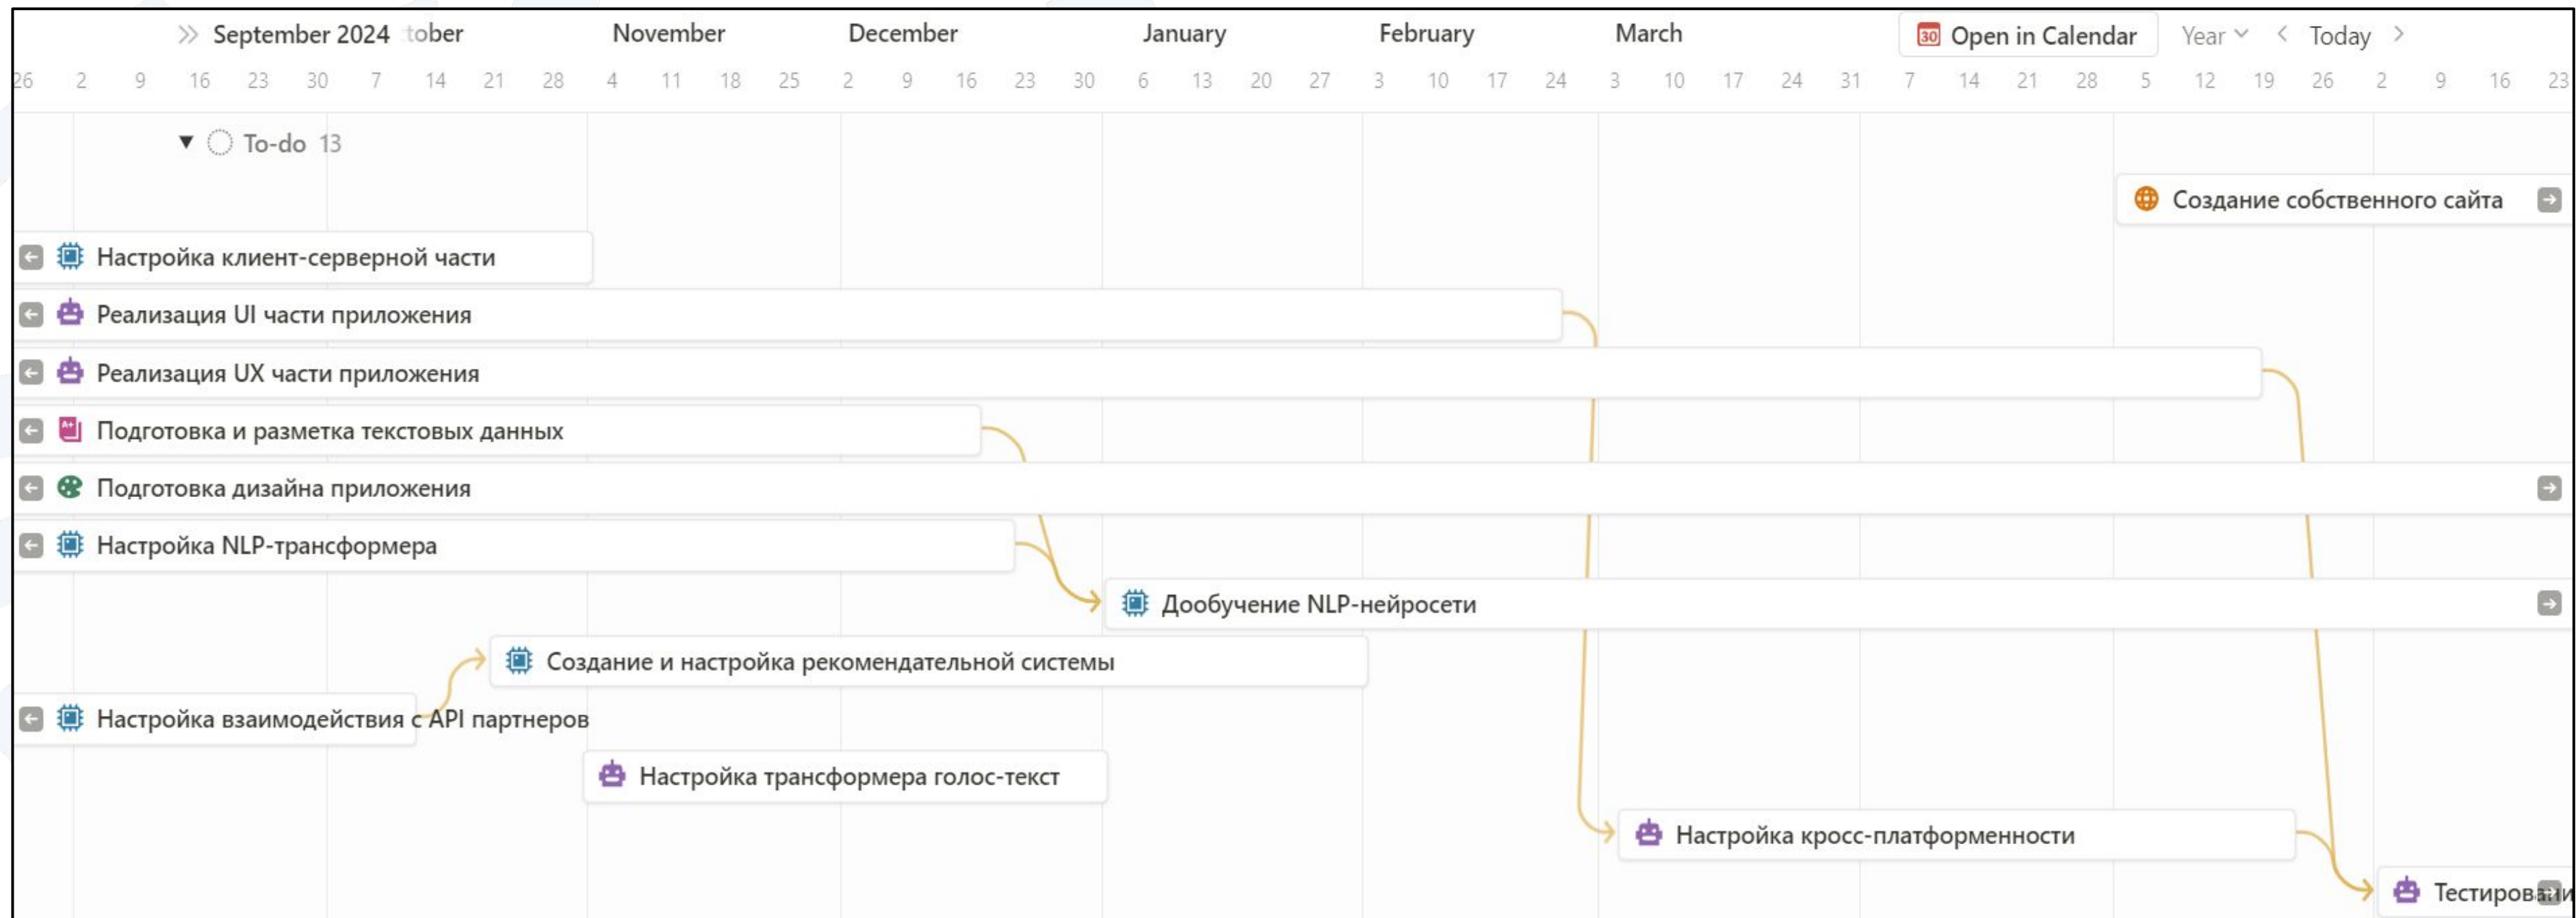 September 2024 tober November December January February March 30 Open in Calendar Year Today
26 2 9 16 23 30 7 14 21 28 4 11 18 25 2 9 16 23 30 6 13 20 27 3 10 17 24 3 10 17 24 31 7 14 21 28 5 12 19 26 2 9 16 23
To-do 13
Создание собственного сайта
Настройка клиент-серверной части
Реализация UI части приложения
Реализация UX части приложения
A+ Подготовка и разметка текстовых данных
Подготовка дизайна приложения
Настройка NLP-трансформера
Дообучение NLP-нейросети
Создание и настройка рекомендательной системы
Настройка взаимодействия с API партнеров
Настройка трансформера голос-текст
Настройка кросс-платформенности